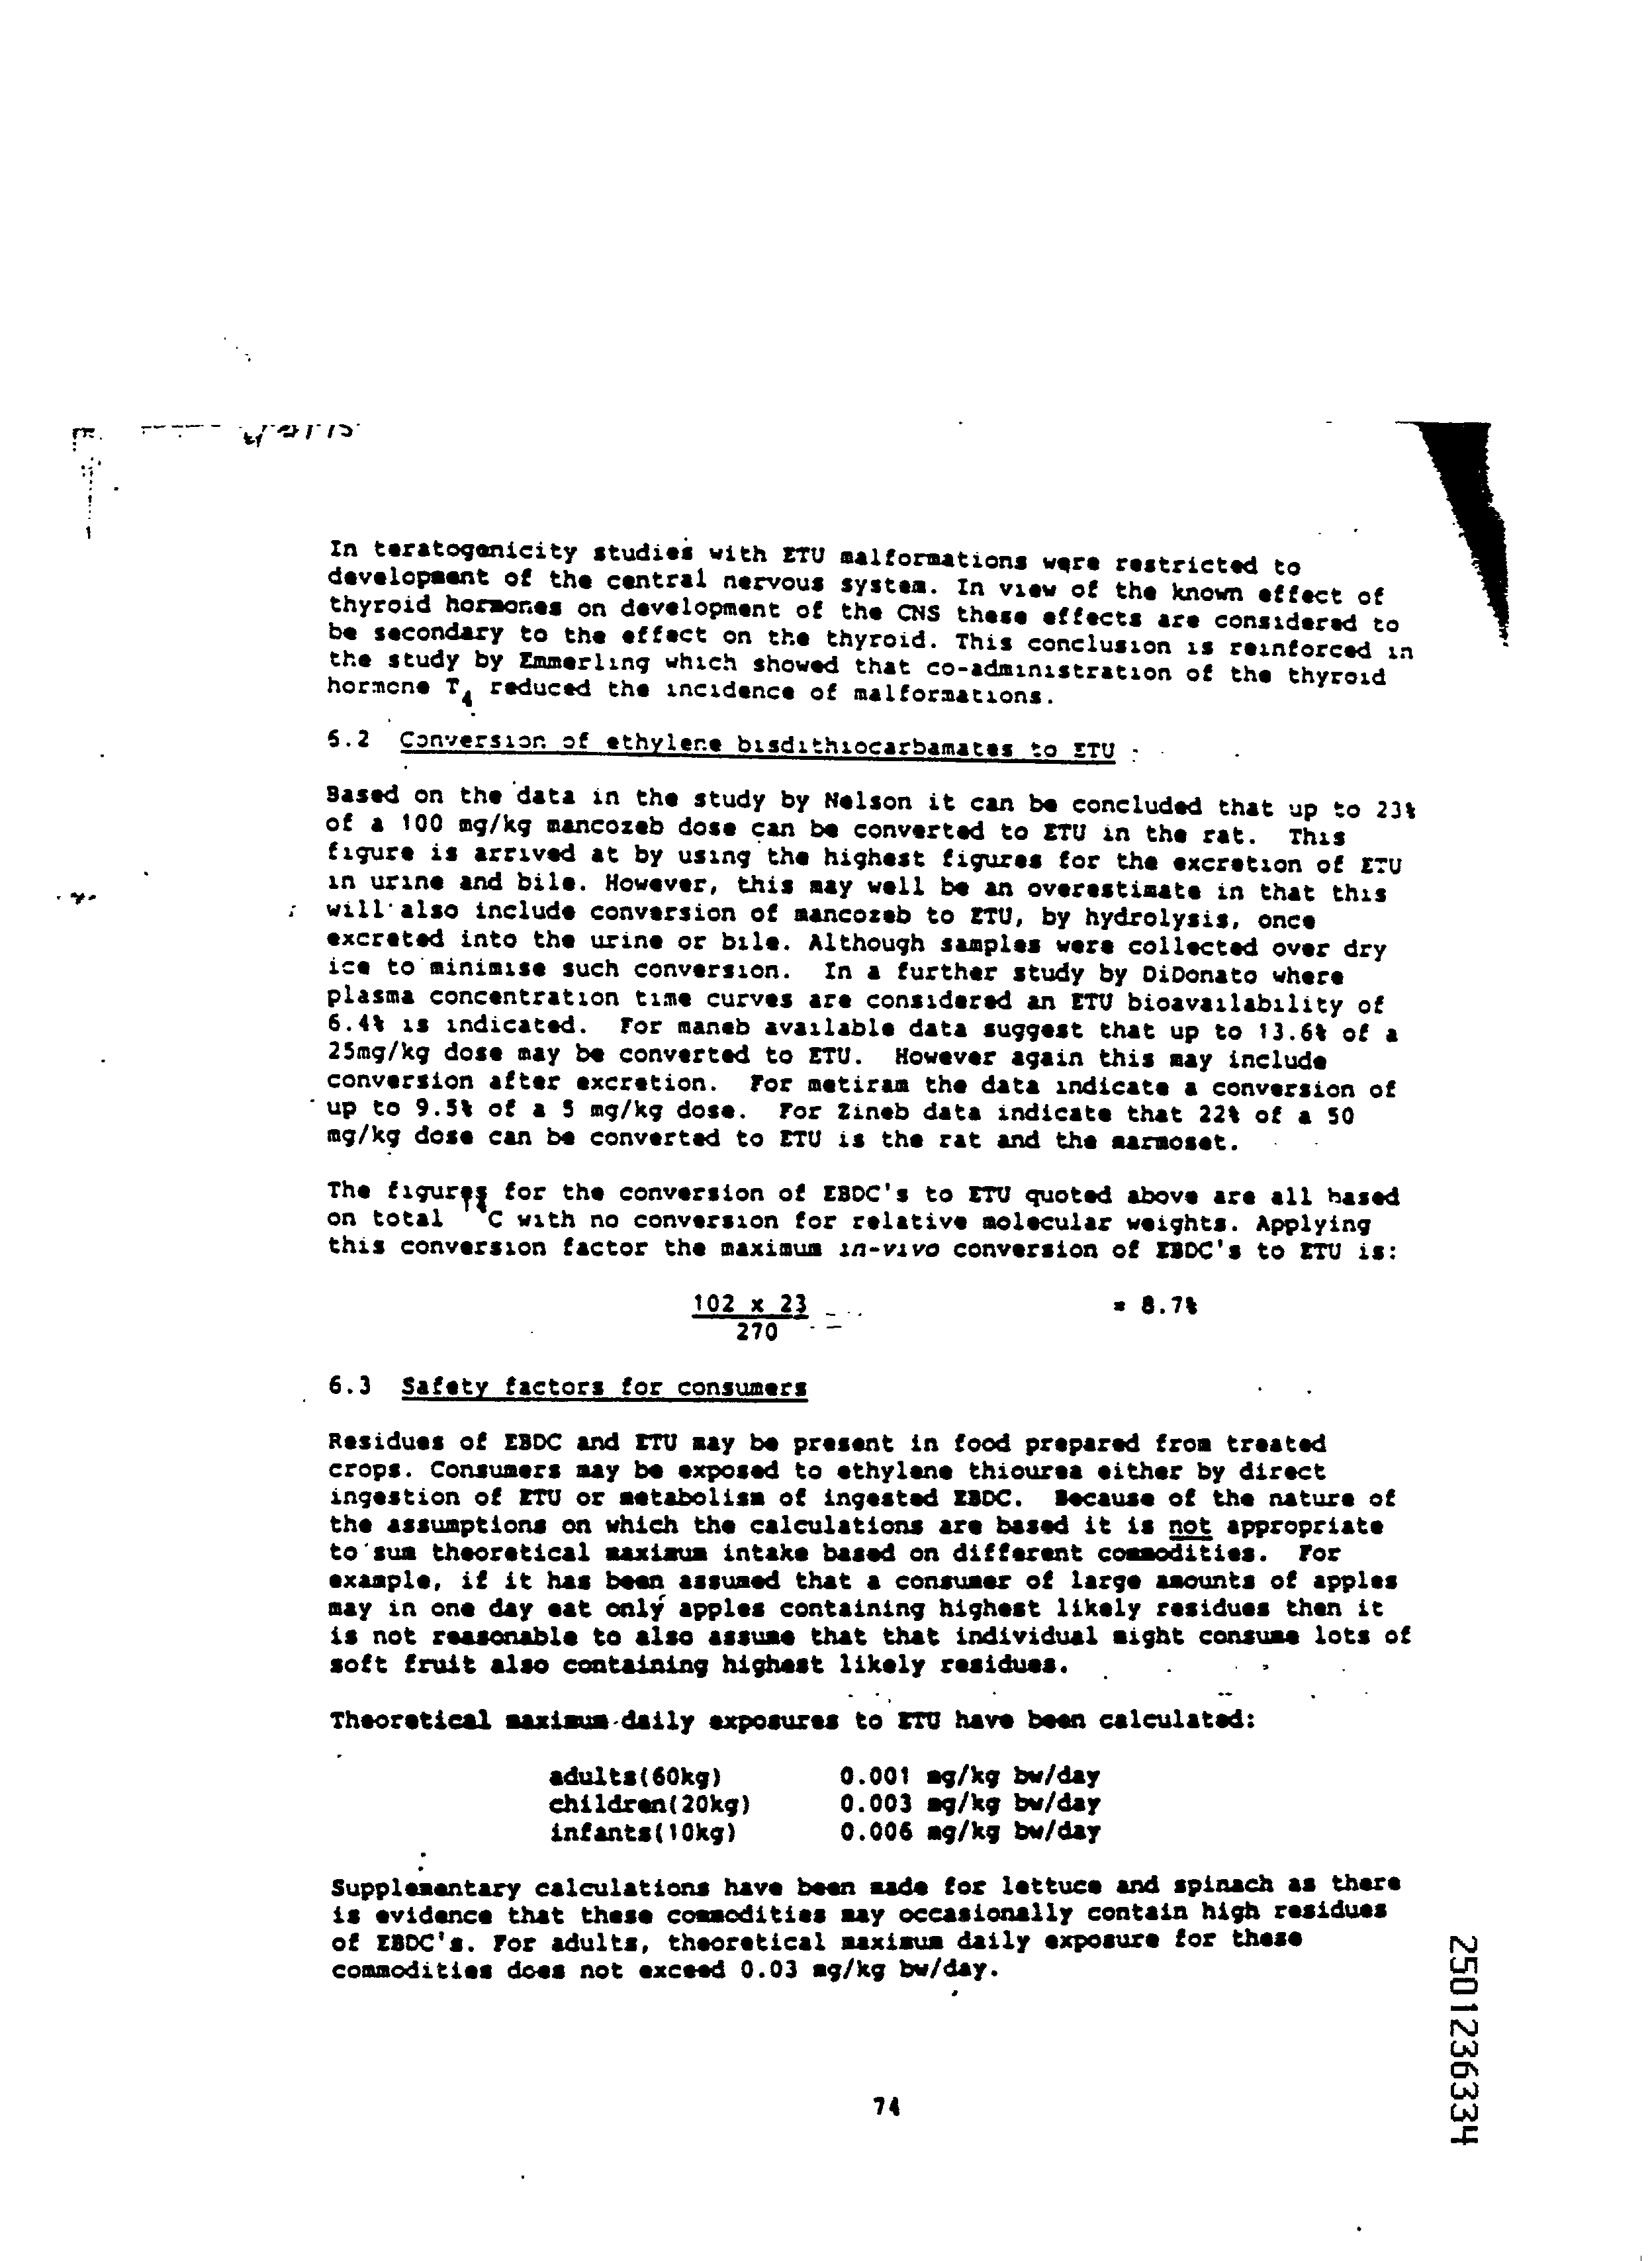 In teratogenicity studies with ETU malformations were restricted to
development of the central nervous system. In view of the known effect of
thyroid hormones on development of the CNS these effects are considered to
be secondary to the effect on the thyroid. This conclusion is reinforced in
the study by Emmerling which showed that co-administration of the thyroid
hormone T4 reduced the incidence of malformations.
6.2 Conversion of ethylene bisdithiocarbamates to ETU
Based on the data in the study by Nelson it can be concluded that up to 23%
of a 100 mg/kg mancozeb dose can be converted to ETU in the rat. This
figure is arrived at by using the highest figures for the excretion of ETU
in urine and bile. However, this may well be an overestimate in that this
will also include conversion of mancozeb to ETU, by hydrolysis, once
excreted into the urine or bile. Although samples were collected over dry
ice to minimise such conversion. In a further study by DiDonato where
plasma concentration time curves are considered an ETU bioavailability of
6.4% is indicated. For maneb available data suggest that up to 13.6% of a
25mg/kg dose may be converted to ETU. However again this may include
conversion after excretion. For metiram the data indicate a conversion of
up to 9.5% of a 5 mg/kg dose. For Zineb data indicate that 22% of a 50
mg/kg dose can be converted to ETU is the rat and the marmoset.
The figures for the conversion of EBDC's to ETU quoted above are all based
on total 14C with no conversion for relative molecular weights. Applying
this conversion factor the maximum in-vivo conversion of EBDC's to ETU is:
102 x 23 = 8.7%
270
6.3 Safety factors for consumers
Residues of EBDC and ETU may be present in food prepared from treated
crops. Consumers may be exposed to ethylene thiourea either by direct
ingestion of ETU or metabolism of ingested EBDC. Because of the nature of
the assumptions on which the calculations are based it is not appropriate
to sum theoretical maximum intake based on different commodities. For
example, if it has been assumed that a consumer of large amounts of apples
may in one day eat only apples containing highest likely residues then it
is not reasonable to also assume that that individual might consume lots of
soft fruit also containing highest likely residues.
Theoretical maximum daily exposures to ETU have been calculated:
adults(60kg) 0.001 mg/kg bw/day
children(20kg) 0.003 mg/kg bw/day
infants(10kg) 0.006 mg/kg bw/day
Supplementary calculations have been made for lettuce and spinach as there
is evidence that these commodities may occasionally contain high residues
of EBDC's. For adults, theoretical maximum daily exposure for these
commodities does not exceed 0.03 mg/kg bw/day.
74
2501236334